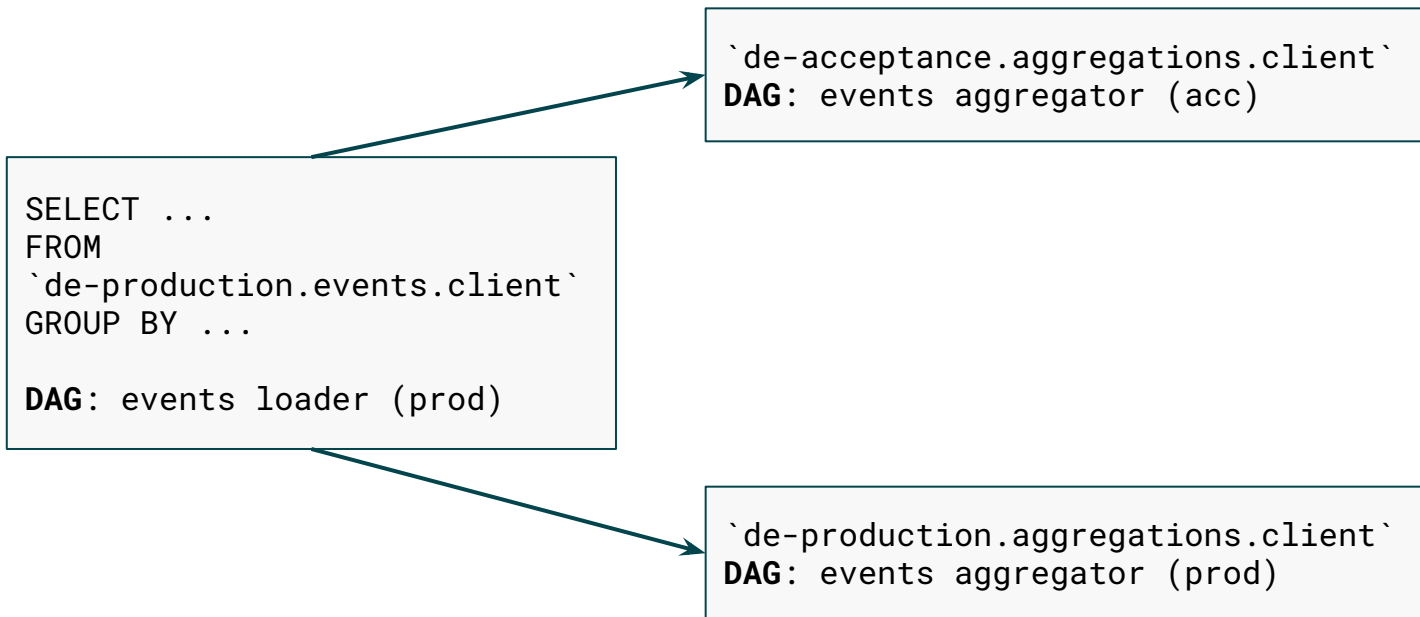 `de-acceptance.aggregations.client`
DAG: events aggregator (acc)
SELECT ...
FROM
`de-production.events.client`
GROUP BY ...
DAG: events loader (prod)
`de-production.aggregations.client`
DAG: events aggregator (prod)